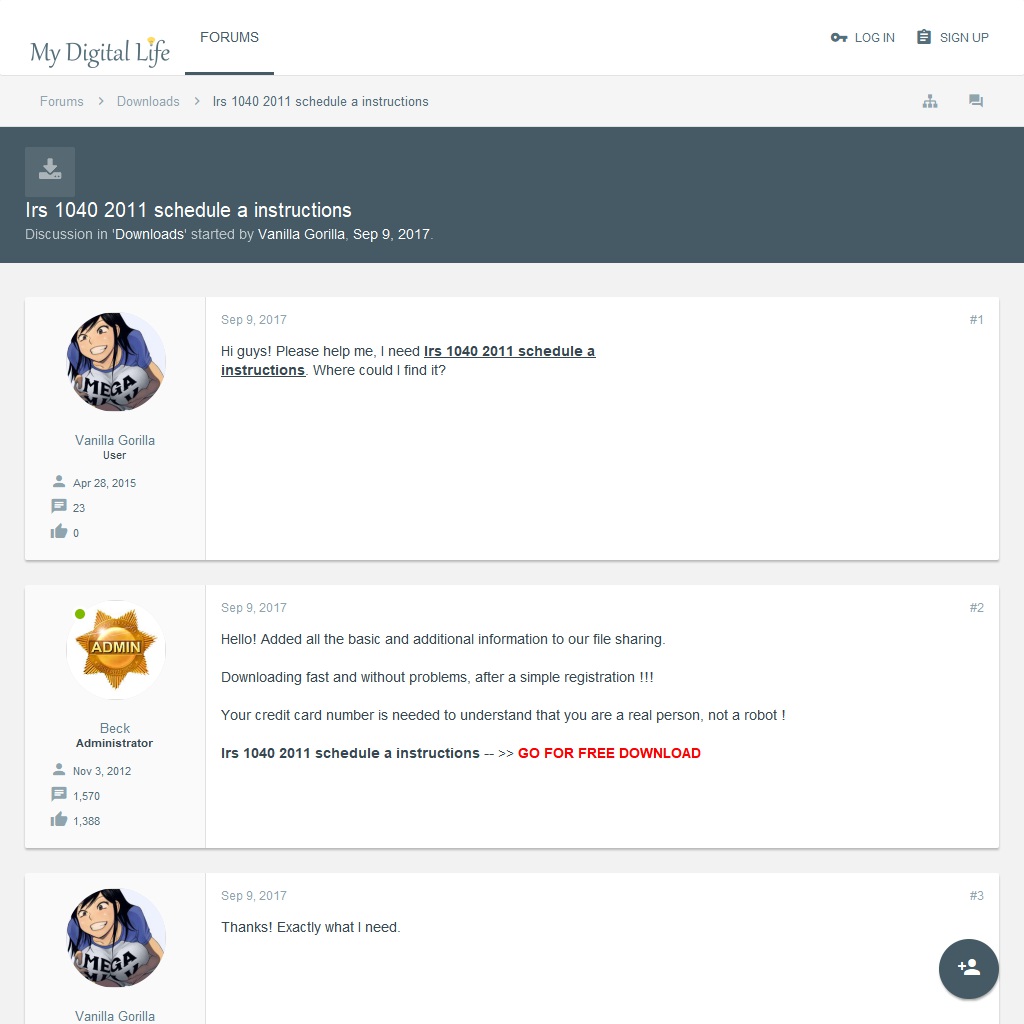 My Digital Life
FORUMS
LOG IN
SIGN UP
Forums
Downloads
Irs 1040 2011 schedule a instructions
Irs 1040 2011 schedule a instructions
Discussion in 'Downloads' started by Vanilla Gorilla, Sep 9, 2017.
MEGA
MILK
Vanilla Gorilla
User
Apr 28, 2015
23
0
Sep 9, 2017
#1
Hi guys! Please help me, I need Irs 1040 2011 schedule a
instructions. Where could I find it?
ADMIN
Beck
Administrator
Nov 3, 2012
1,570
1,388
Sep 9, 2017
#2
Hello! Added all the basic and additional information to our file sharing.
Downloading fast and without problems, after a simple registration !!!
Your credit card number is needed to understand that you are a real person, not a robot !
Irs 1040 2011 schedule a instructions -- >> GO FOR FREE DOWNLOAD
MEGA
MILK
Vanilla Gorilla
Sep 9, 2017
#3
Thanks! Exactly what I need.